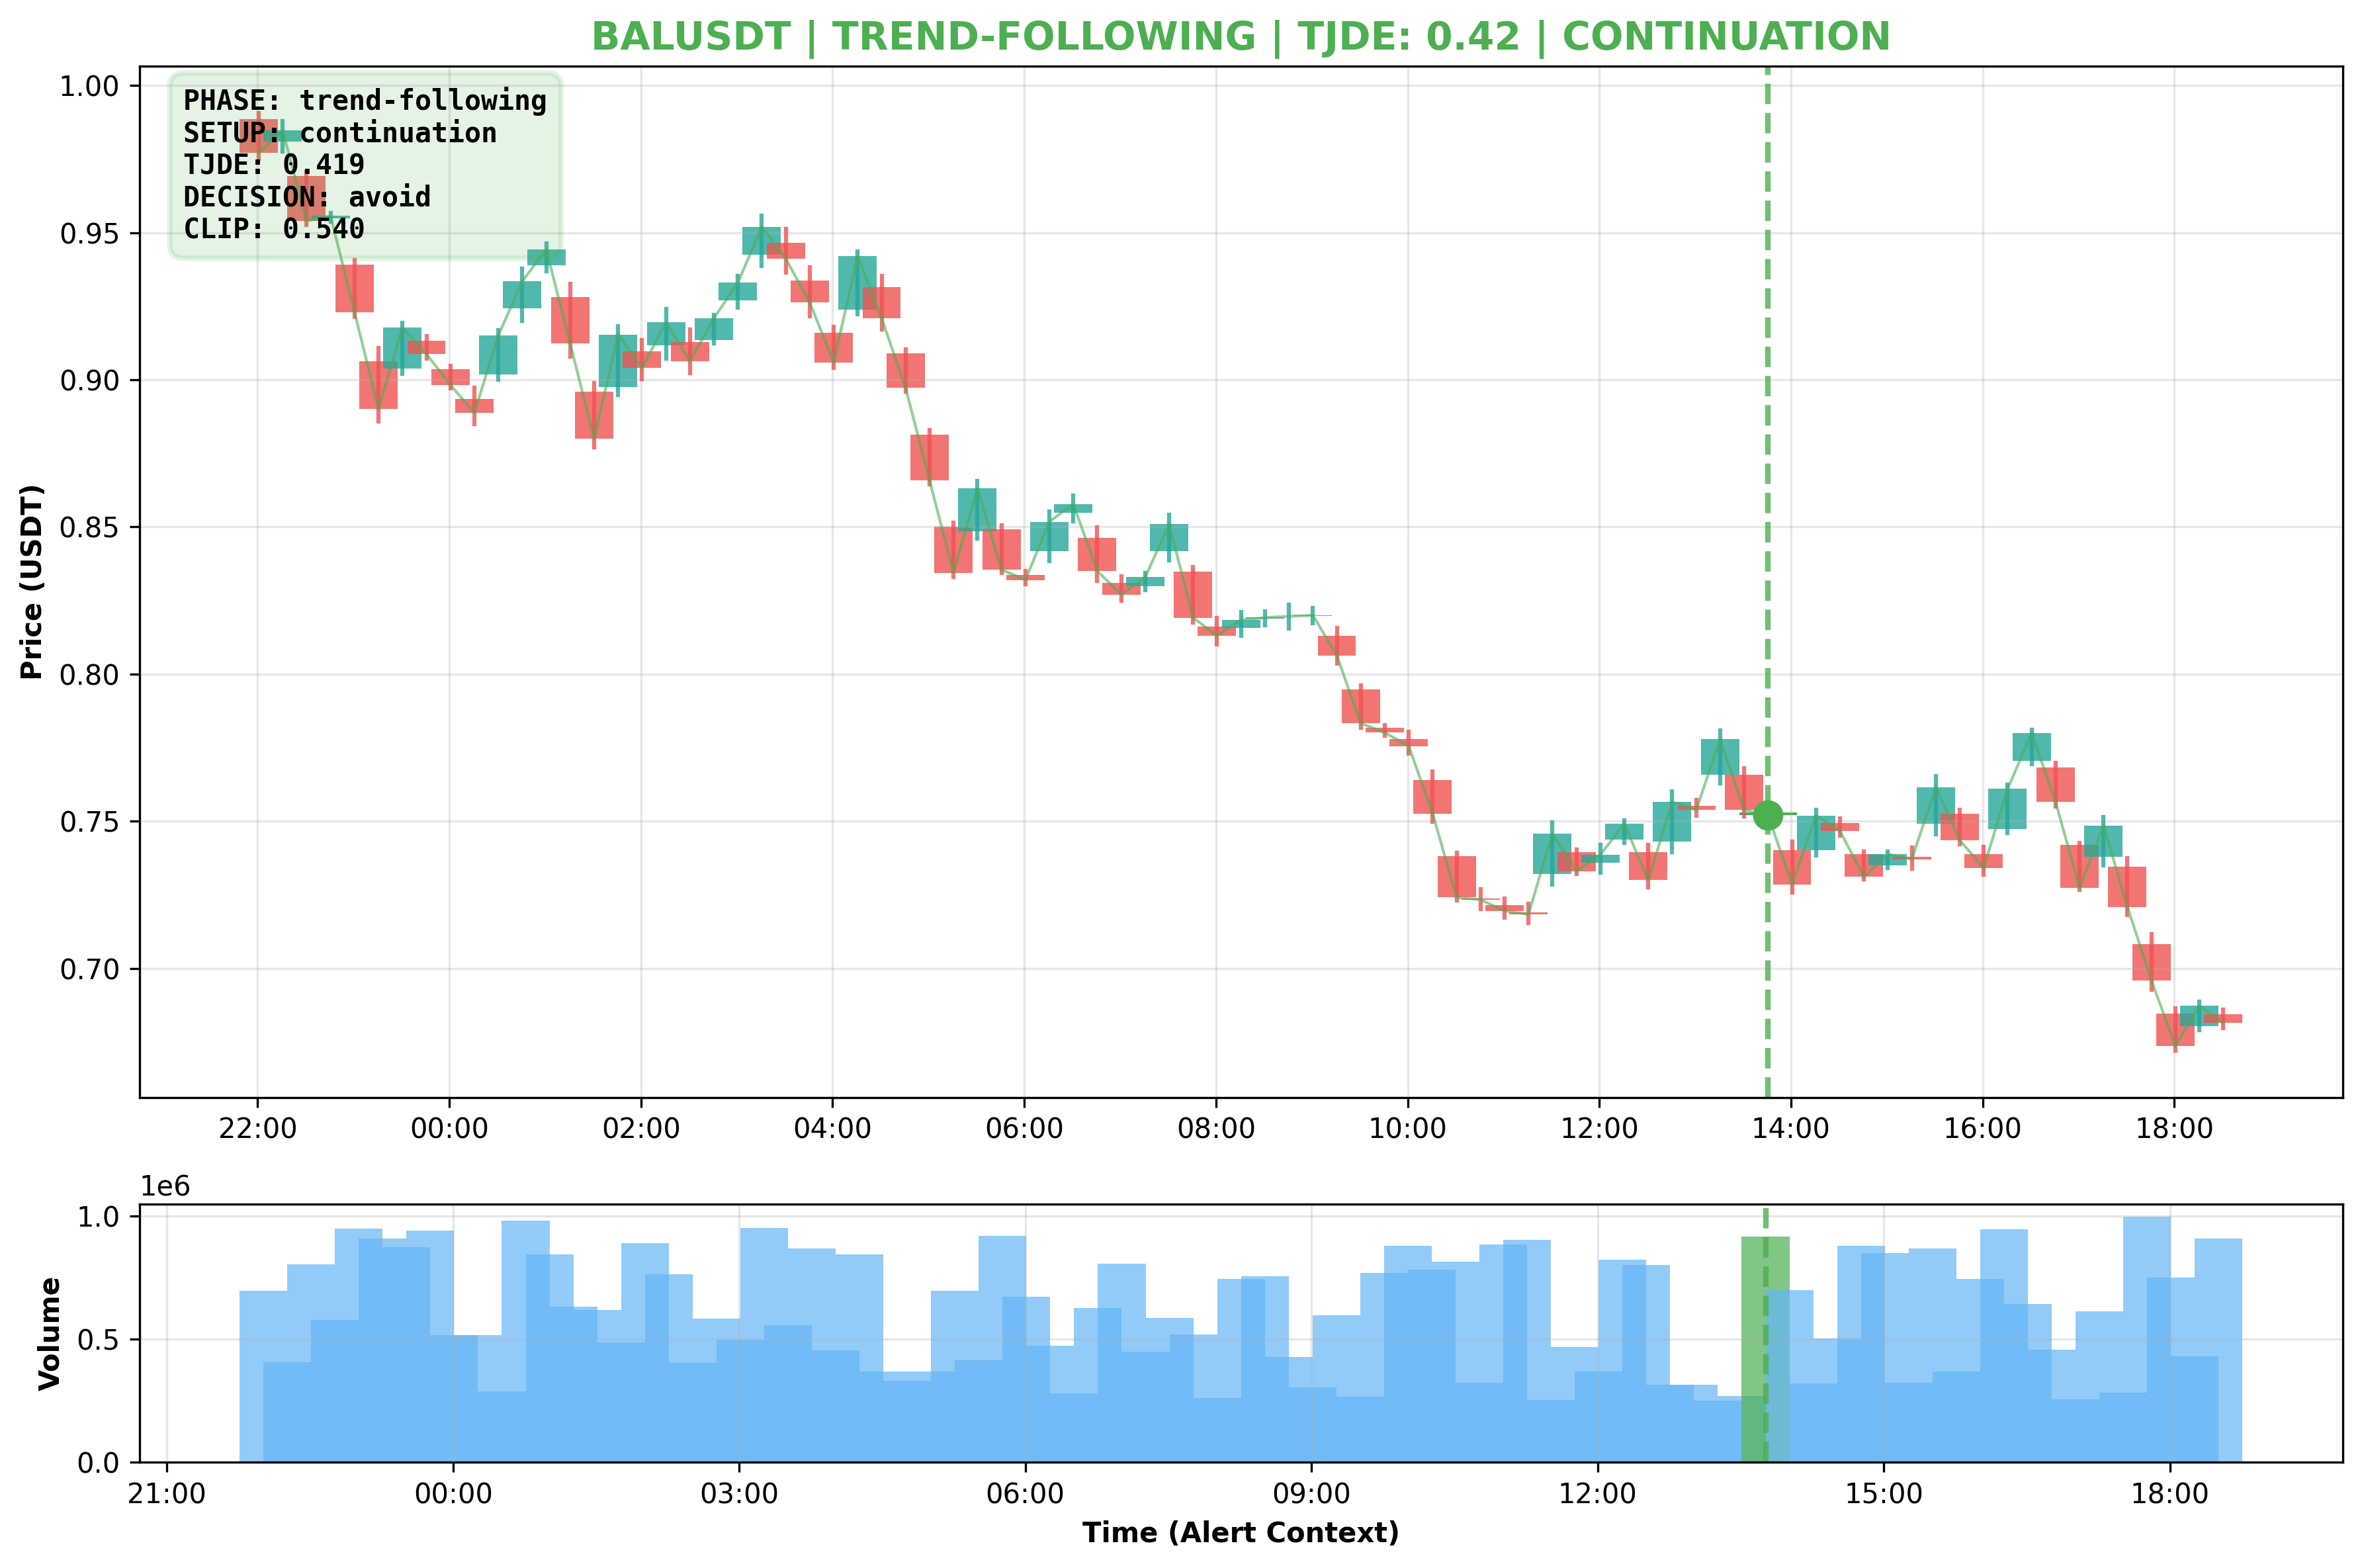 BALUSDT | TREND-FOLLOWING | TJDE: 0.42 | CONTINUATION
PHASE: trend-following
SETUP: continuation
TJDE: 0.419
DECISION: avoid
CLIP: 0.540
Price (USDT)
1.00
0.95
0.90
0.85
0.80
0.75
0.70
22:00 00:00 02:00 04:00 06:00 08:00 10:00 12:00 14:00 16:00 18:00
1e6
Volume
1.0
0.5
0.0
21:00 00:00 03:00 06:00 09:00 12:00 15:00 18:00
Time (Alert Context)